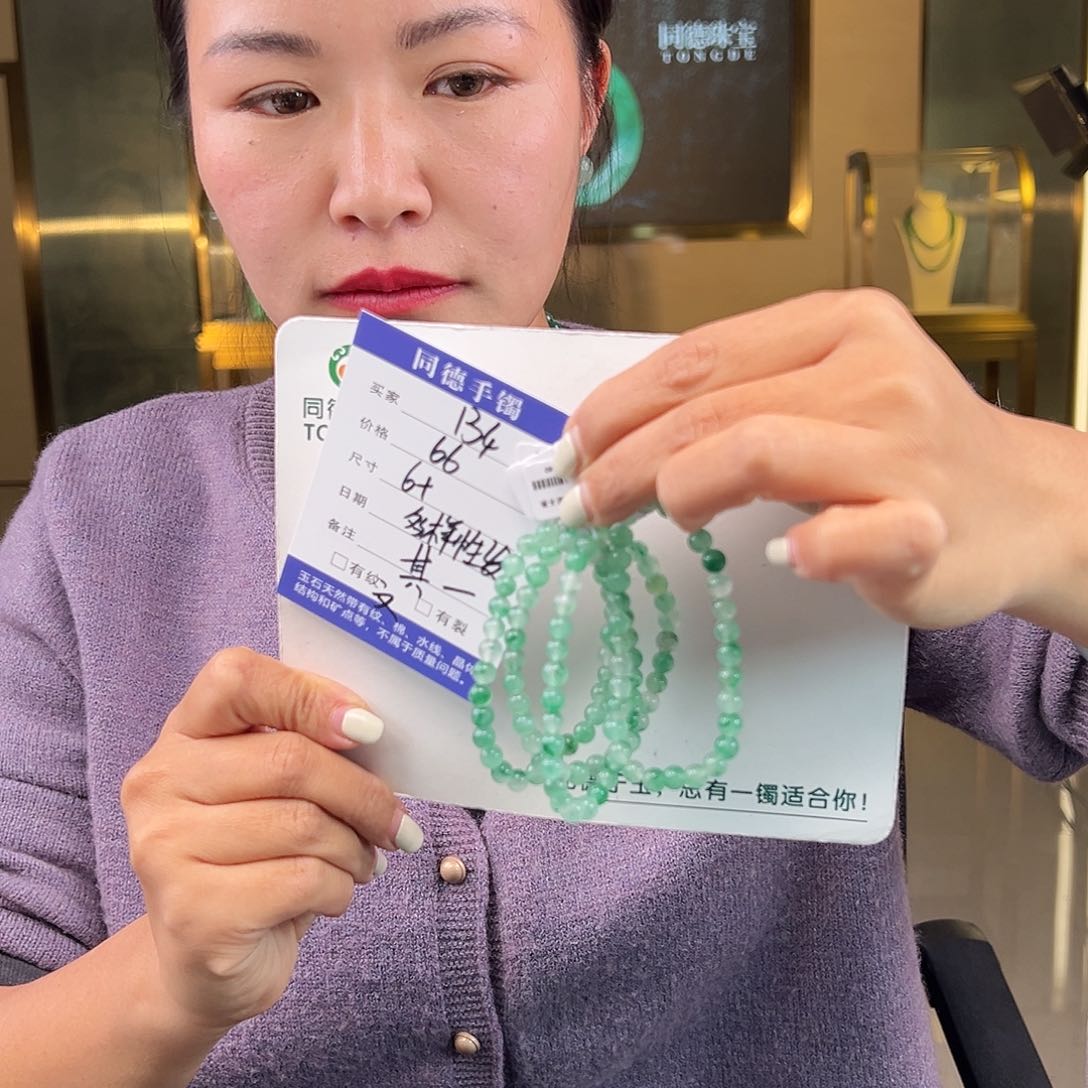 同德珠宝
TONGDE
同
TO
同德手镯
买家 134
价格 66
尺寸 6+
日期
备注
其一
有纹 有裂
玉石天然带有纹、棉、水线、晶体
结构和矿点等，不属于质量问题。
总有一镯适合你！